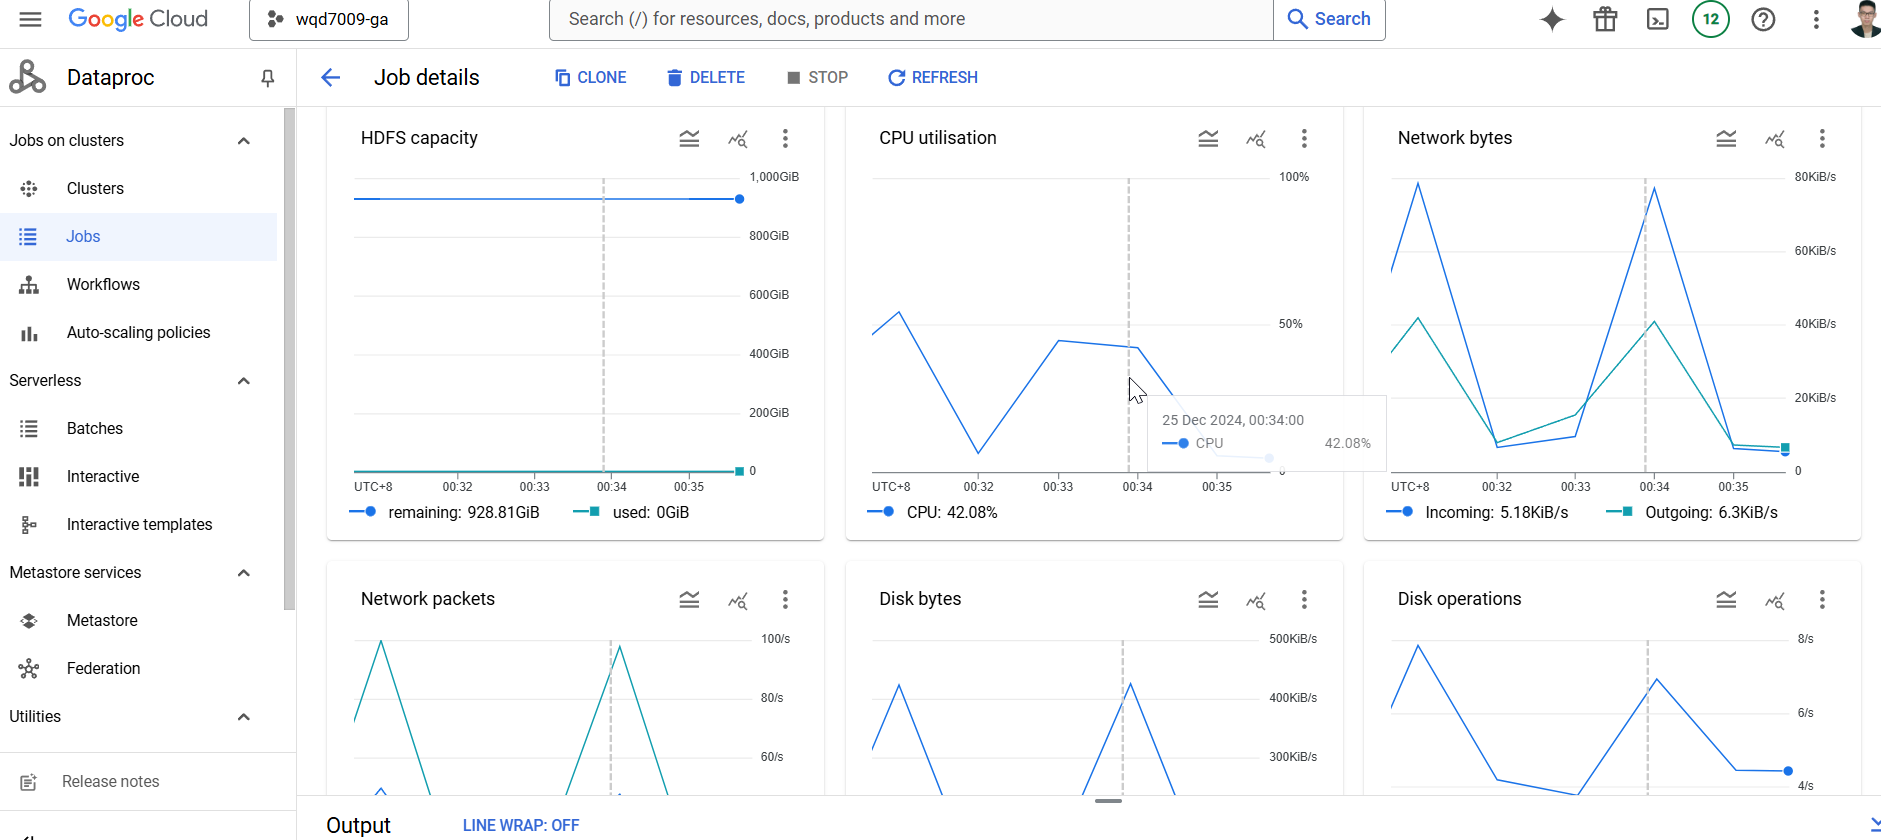 Google Cloud
wqd7009-ga
Search (/) for resources, docs, products and more
Search
12
Dataproc
Job details
CLONE
DELETE
STOP
REFRESH
Jobs on clusters
Clusters
Jobs
Workflows
Auto-scaling policies
Serverless
Batches
Interactive
Interactive templates
Metastore services
Metastore
Federation
Utilities
Release notes
HDFS capacity
1,000GiB
800GiB
600GiB
400GiB
200GiB
0
UTC+8 00:32 00:33 00:34 00:35
remaining: 928.81GiB used: 0GiB
CPU utilisation
100%
50%
25 Dec 2024, 00:34:00
CPU 42.08%
0
UTC+8 00:32 00:33 00:34 00:35
CPU: 42.08%
Network bytes
80KiB/s
60KiB/s
40KiB/s
20KiB/s
0
UTC+8 00:32 00:33 00:34 00:35
Incoming: 5.18KiB/s Outgoing: 6.3KiB/s
Network packets
100/s
80/s
60/s
Disk bytes
500KiB/s
400KiB/s
300KiB/s
Disk operations
8/s
6/s
4/s
Output
LINE WRAP: OFF